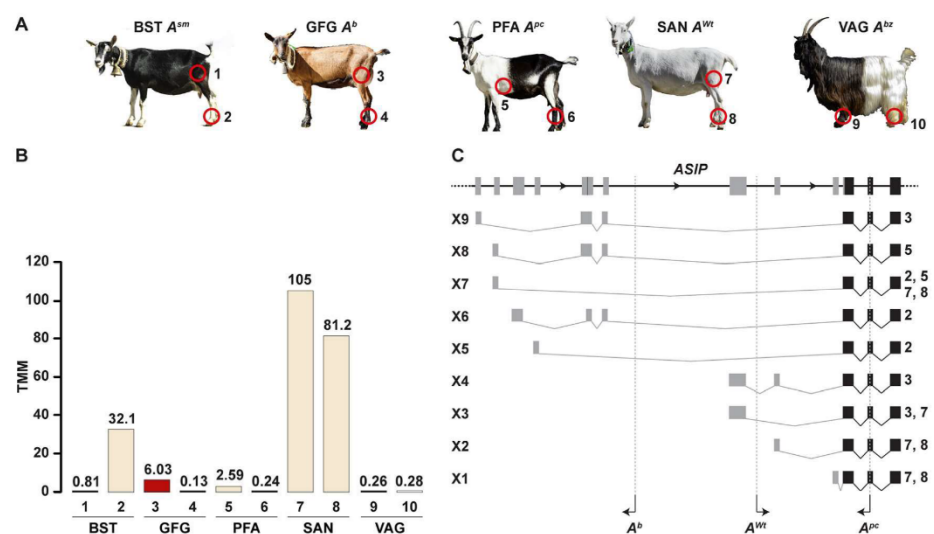 A
BST A^sm
GFG A^b
PFA A^pc
SAN A^Wt
VAG A^bz
1
2
3
4
5
6
7
8
9
10
B
TMM
120
100
80
60
40
20
0
0.81
32.1
6.03
0.13
2.59
0.24
105
81.2
0.26
0.28
1 2 3 4 5 6 7 8 9 10
BST GFG PFA SAN VAG
C
ASIP
X9 3
X8 5
X7 2, 5
7, 8
X6 2
X5 2
X4 3
X3 3, 7
X2 7, 8
X1 7, 8
A^b A^Wt A^pc